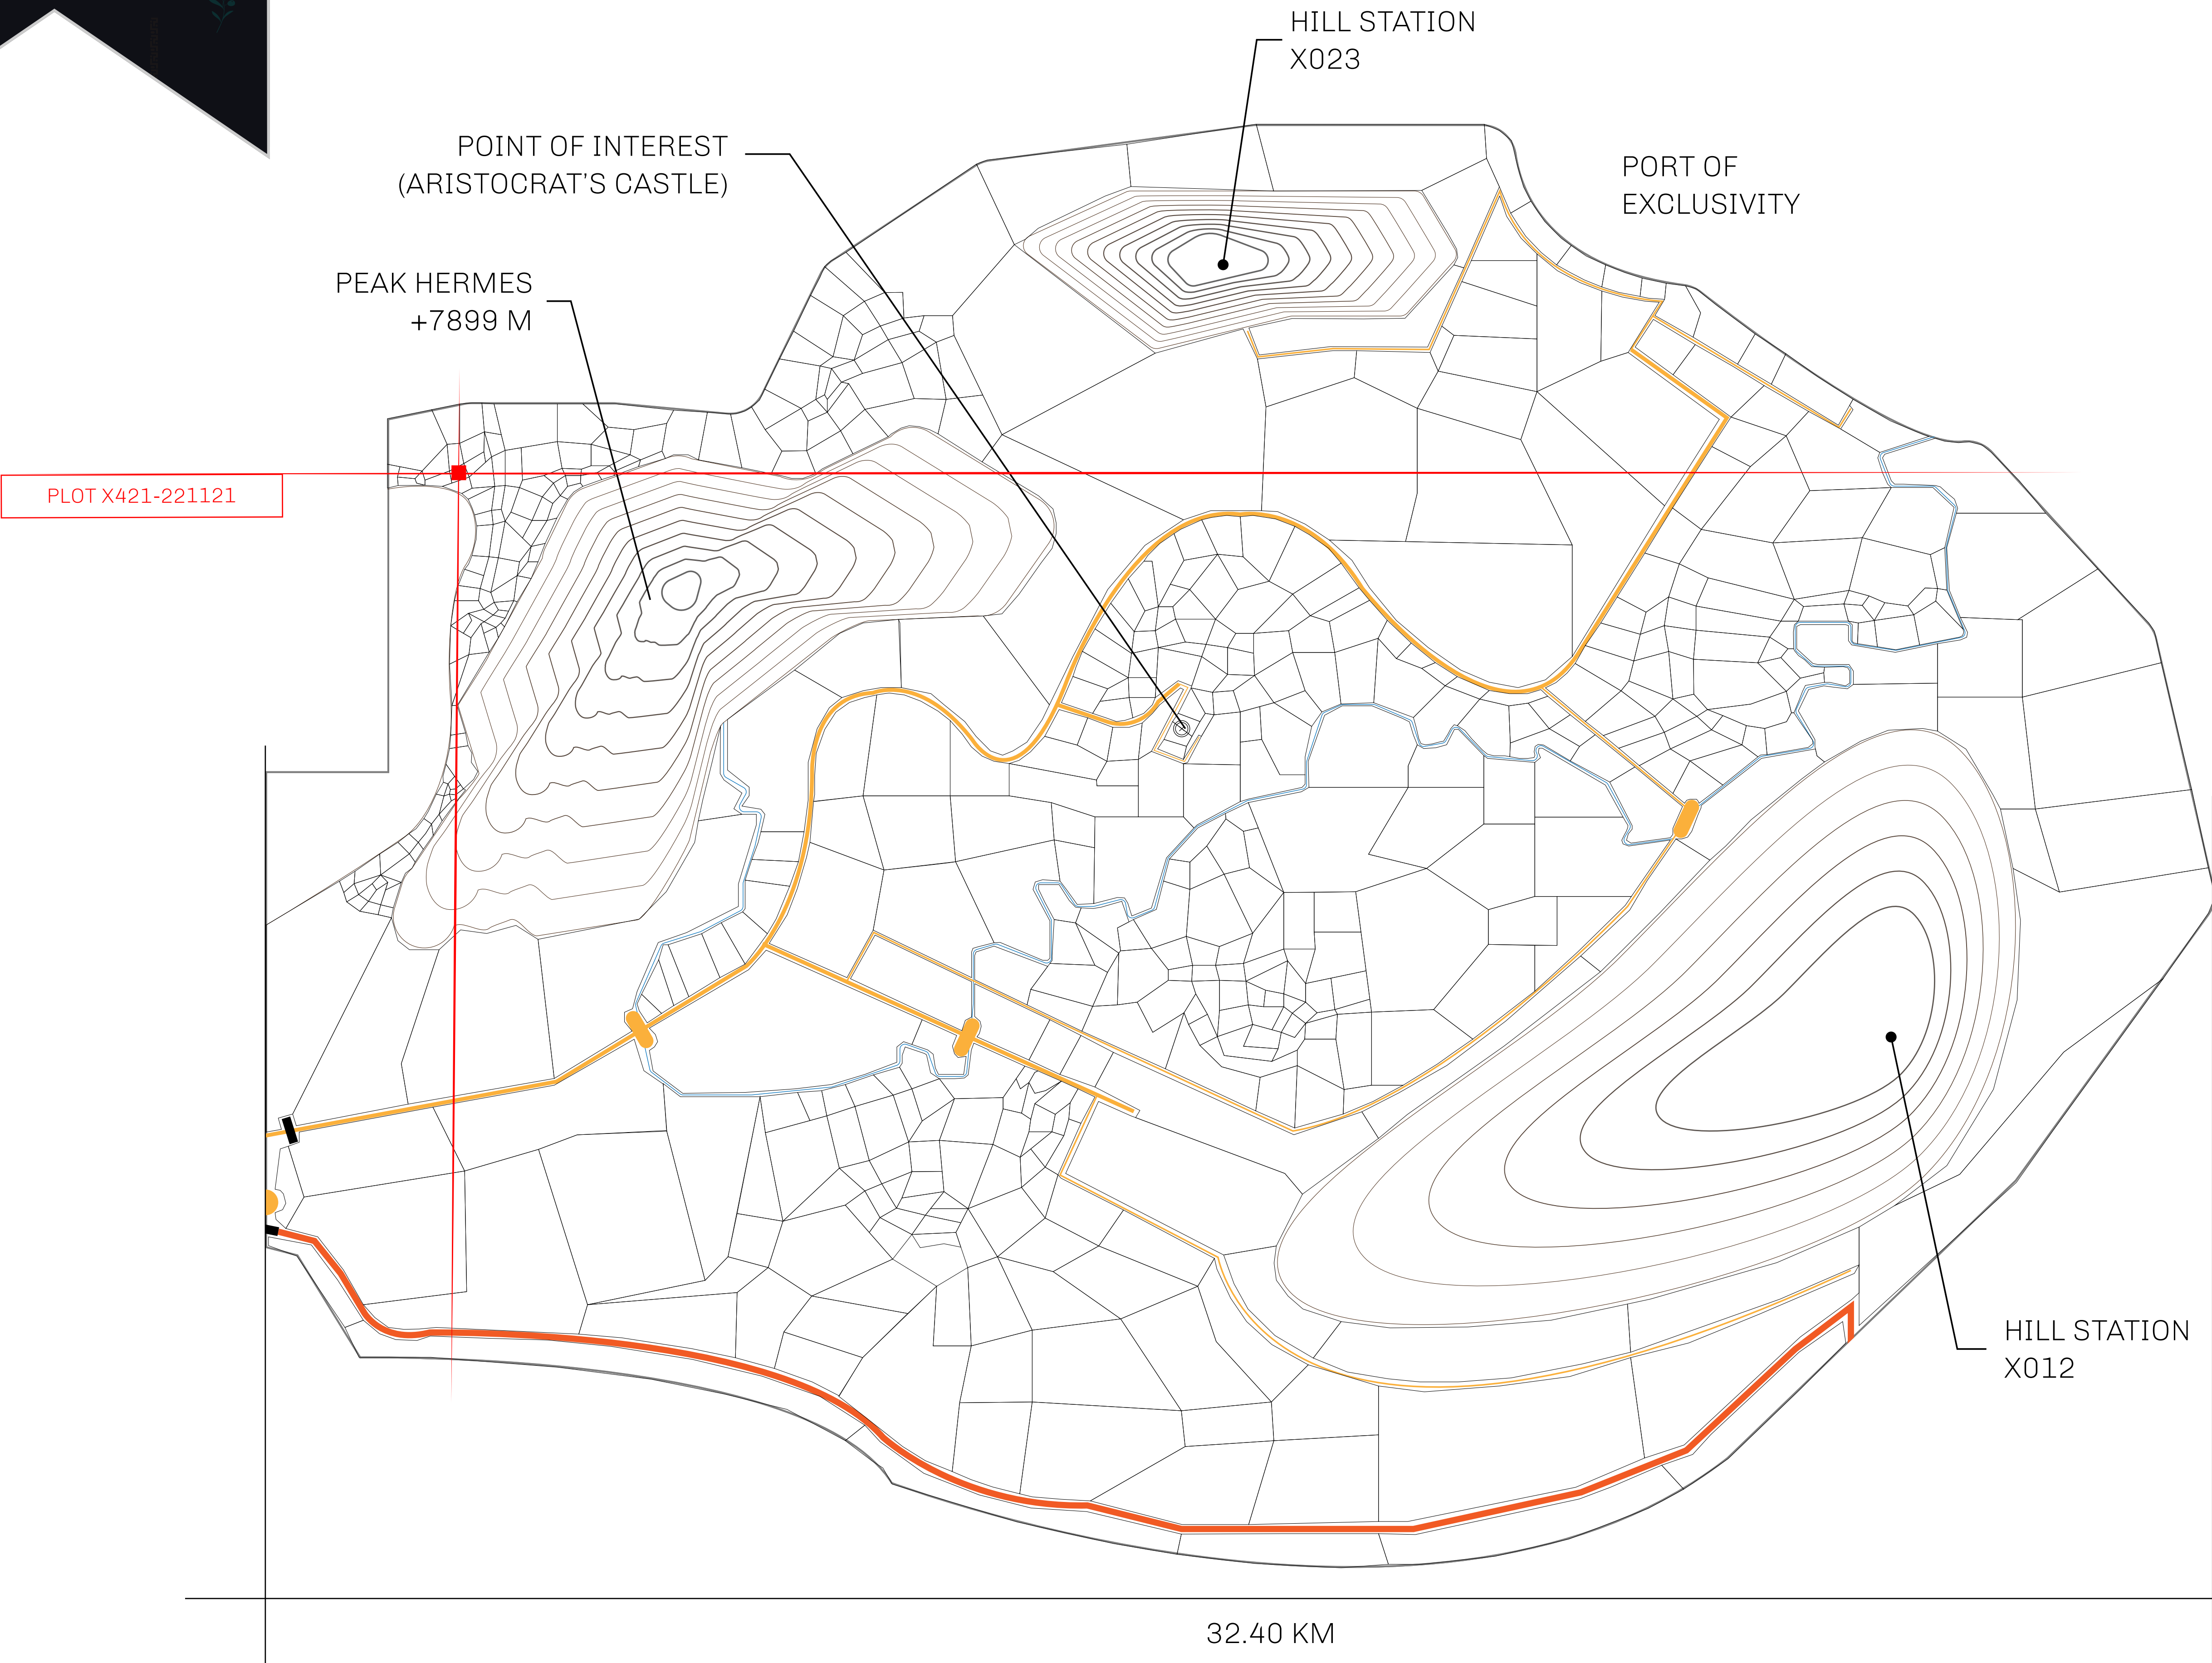 HILL STATION
X023
POINT OF INTEREST
(ARISTOCRAT'S CASTLE)
PORT OF
EXCLUSIVITY
PEAK HERMES
+7899 M
PLOT X421-221121
HILL STATION
X012
32.40 KM